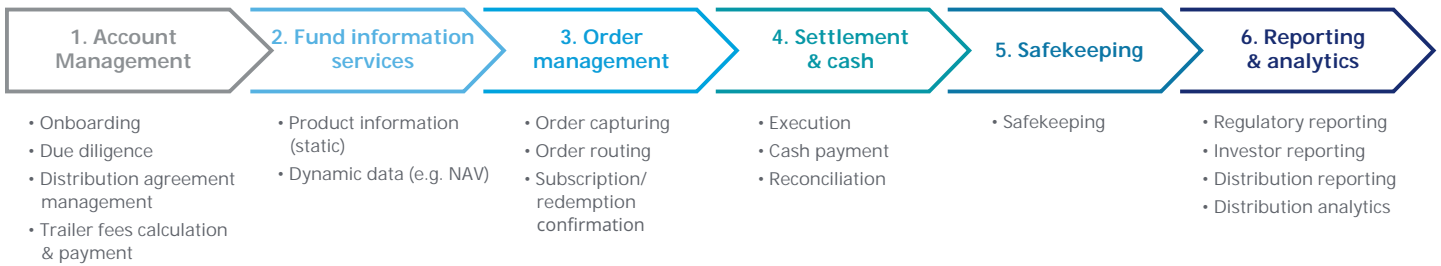 1. Account
Management
2. Fund information
services
3. Order
management
4. Settlement
& cash
5. Safekeeping
6. Reporting
& analytics
• Onboarding
• Due diligence
• Distribution agreement
management
• Trailer fees calculation
& payment
• Product information
(static)
• Dynamic data (e.g. NAV)
• Order capturing
• Order routing
• Subscription/
redemption
confirmation
• Execution
• Cash payment
• Reconciliation
• Safekeeping
• Regulatory reporting
• Investor reporting
• Distribution reporting
• Distribution analytics